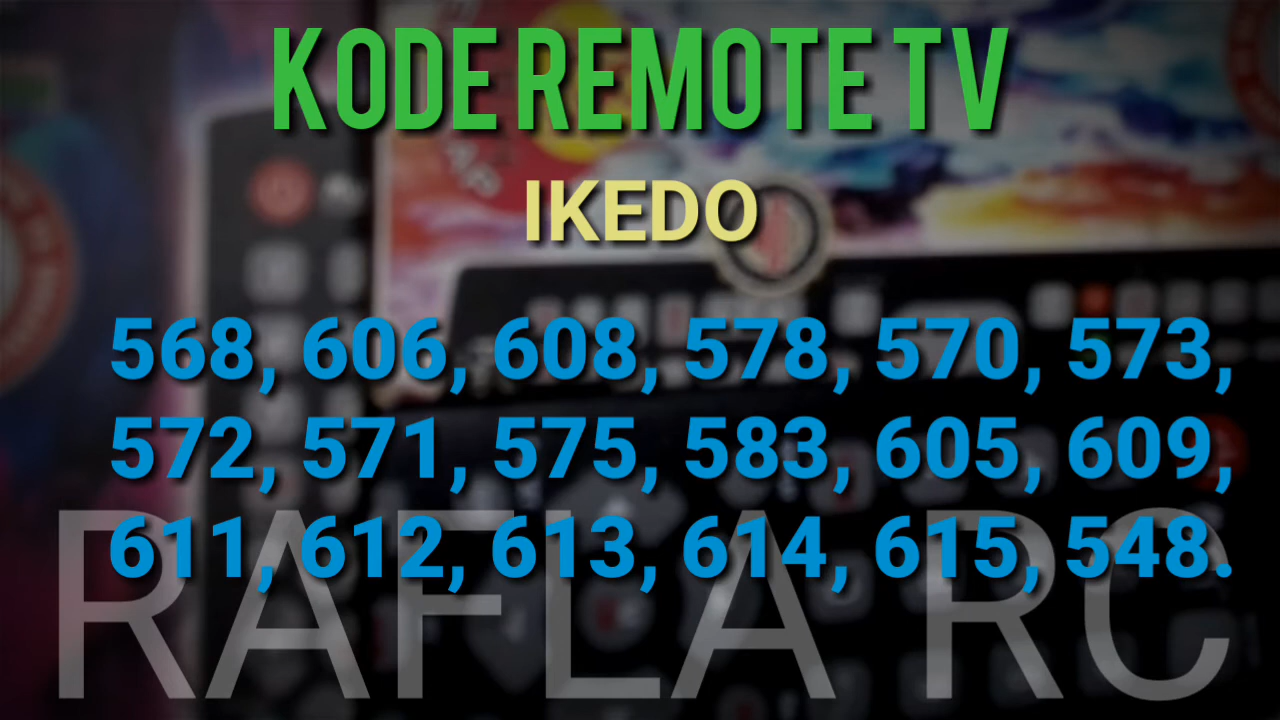 KODE REMOTE TV
IKEDO
568, 606, 608, 578, 570, 573,
572, 571, 575, 583, 605, 609,
611, 612, 613, 614, 615, 548.
RAFLA RC